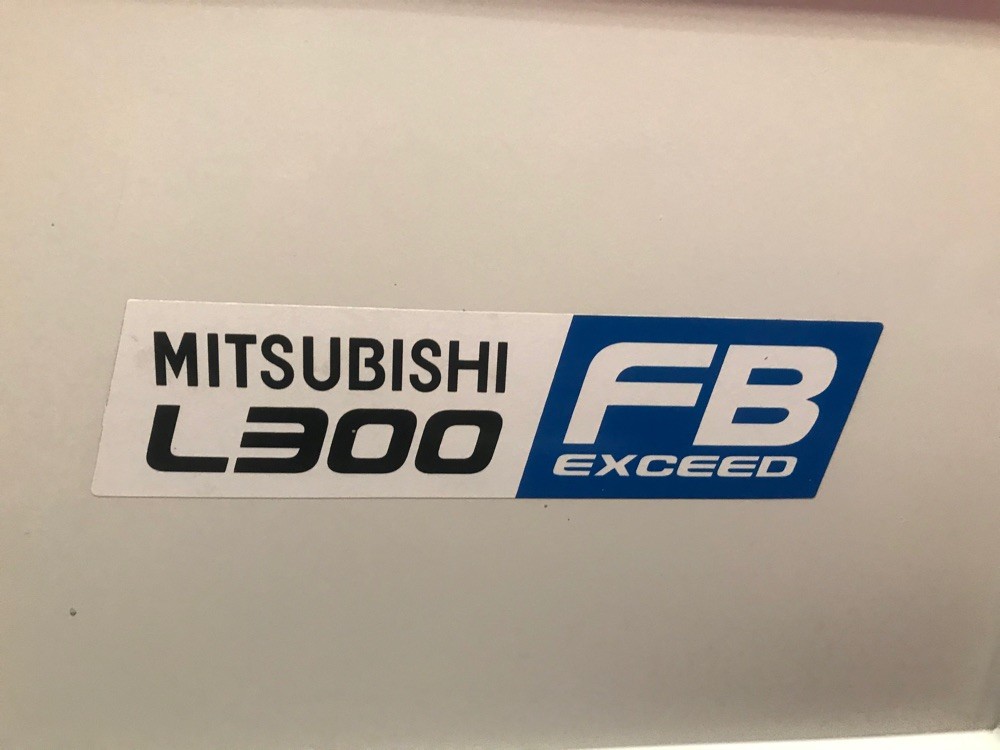 MITSUBISHI
L300
FB
EXCEED